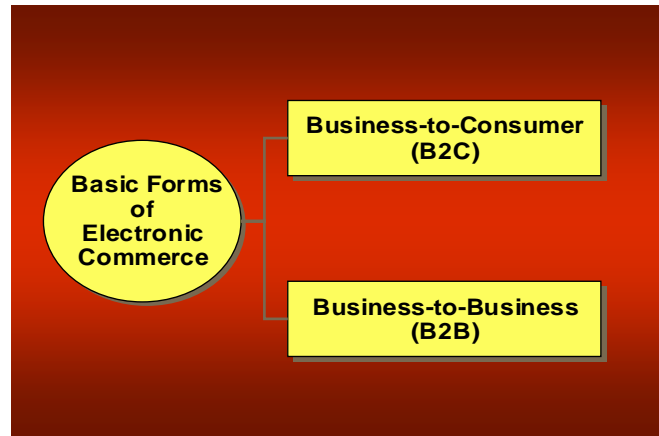 Basic Forms
of
Electronic
Commerce
Business-to-Consumer
(B2C)
Business-to-Business
(B2B)